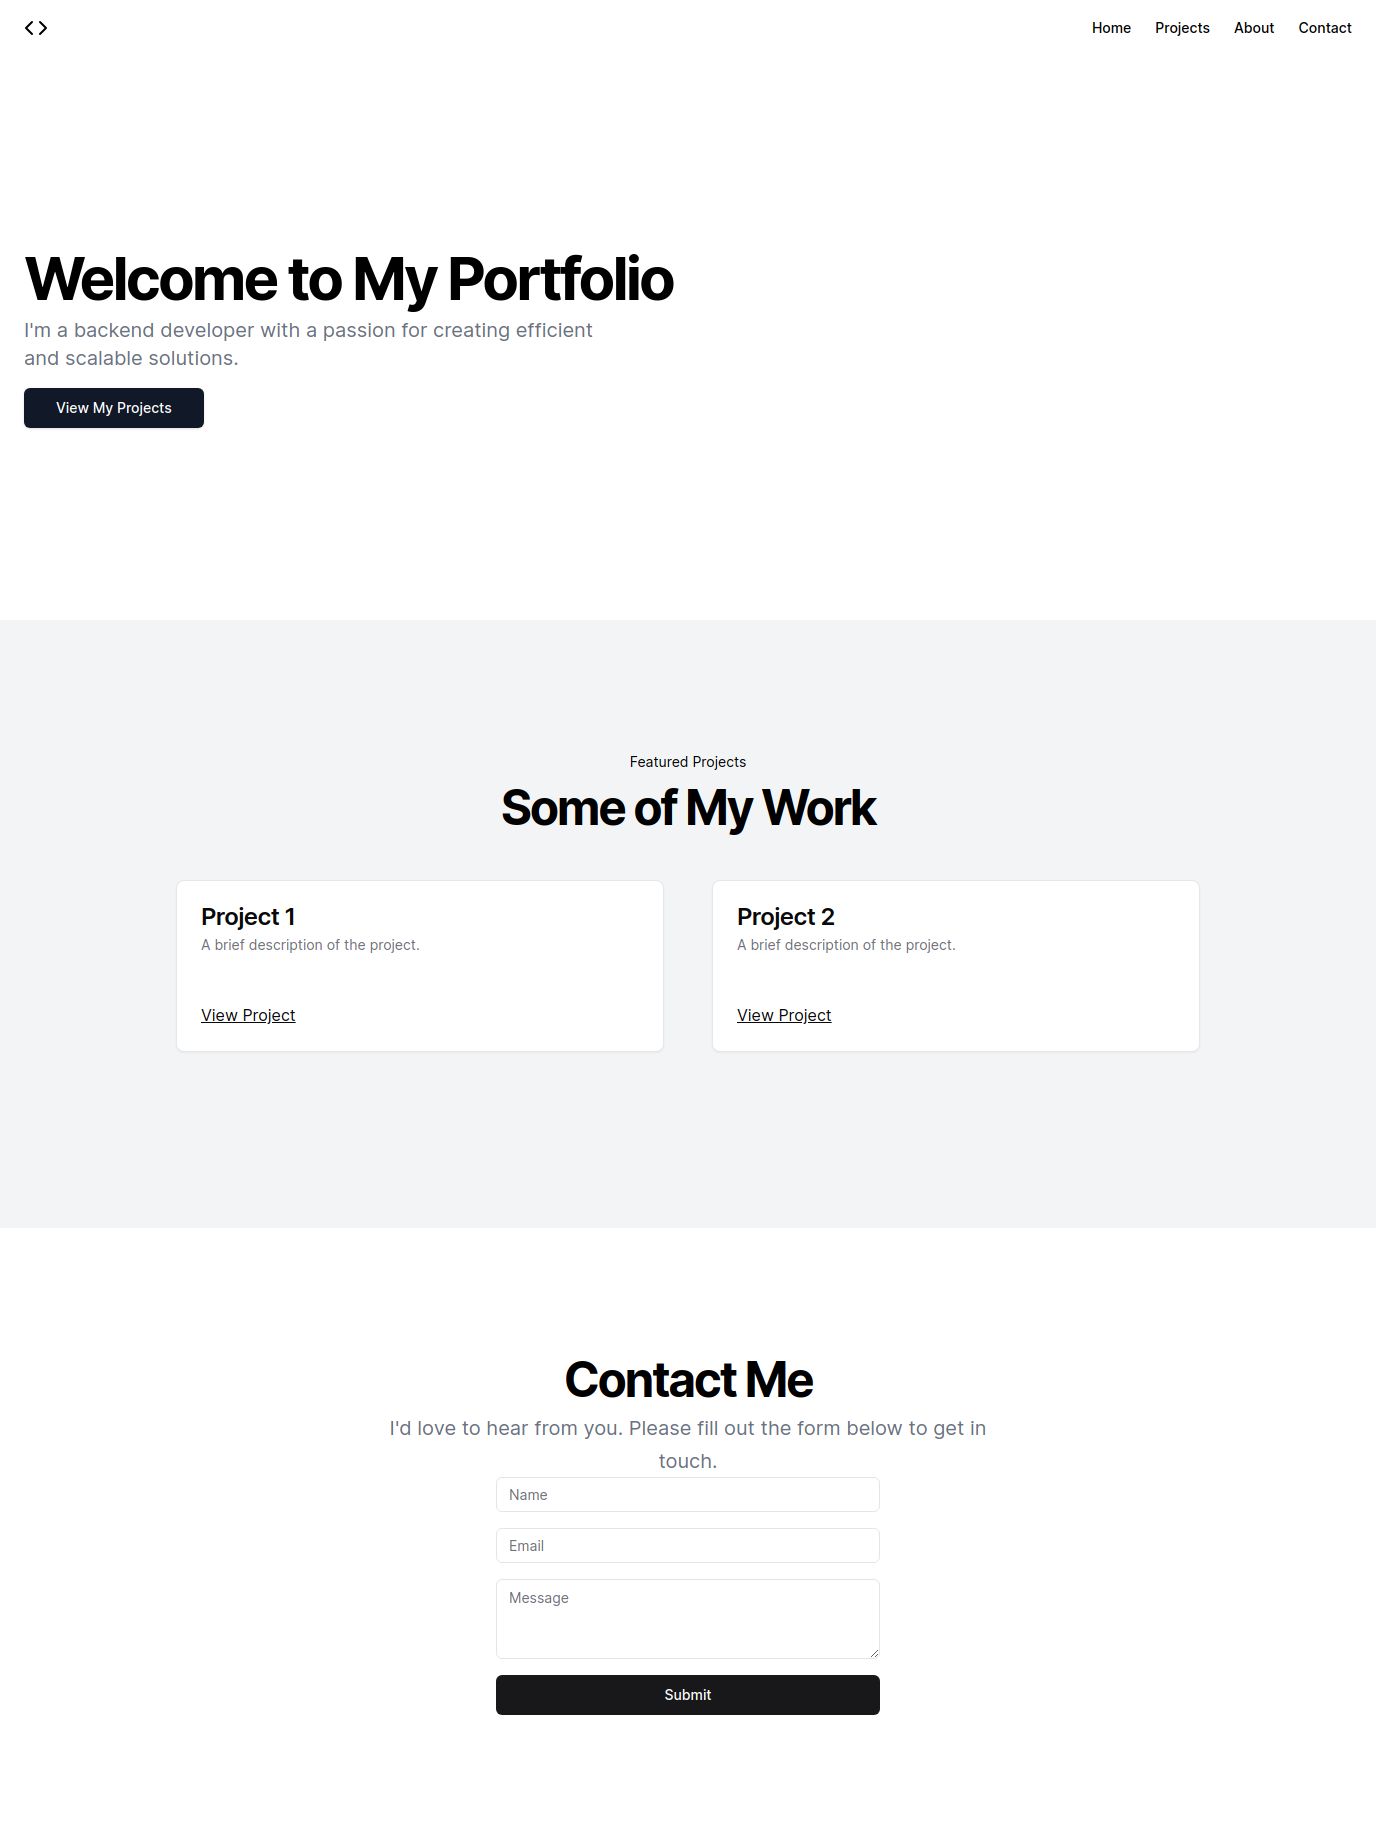 Home Projects About Contact
Welcome to My Portfolio
I'm a backend developer with a passion for creating efficient
and scalable solutions.
View My Projects
Featured Projects
Some of My Work
Project 1
A brief description of the project.
View Project
Project 2
A brief description of the project.
View Project
Contact Me
I'd love to hear from you. Please fill out the form below to get in
touch.
Name
Email
Message
Submit